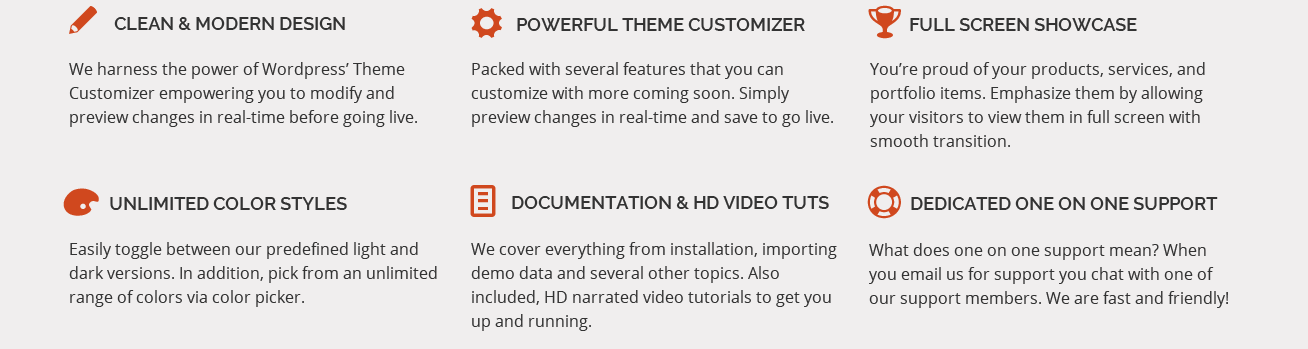 CLEAN & MODERN DESIGN
We harness the power of Wordpress’ Theme
Customizer empowering you to modify and
preview changes in real-time before going live.
POWERFUL THEME CUSTOMIZER
Packed with several features that you can
customize with more coming soon. Simply
preview changes in real-time and save to go live.
FULL SCREEN SHOWCASE
You’re proud of your products, services, and
portfolio items. Emphasize them by allowing
your visitors to view them in full screen with
smooth transition.
UNLIMITED COLOR STYLES
Easily toggle between our predefined light and
dark versions. In addition, pick from an unlimited
range of colors via color picker.
DOCUMENTATION & HD VIDEO TUTS
We cover everything from installation, importing
demo data and several other topics. Also
included, HD narrated video tutorials to get you
up and running.
DEDICATED ONE ON ONE SUPPORT
What does one on one support mean? When
you email us for support you chat with one of
our support members. We are fast and friendly!